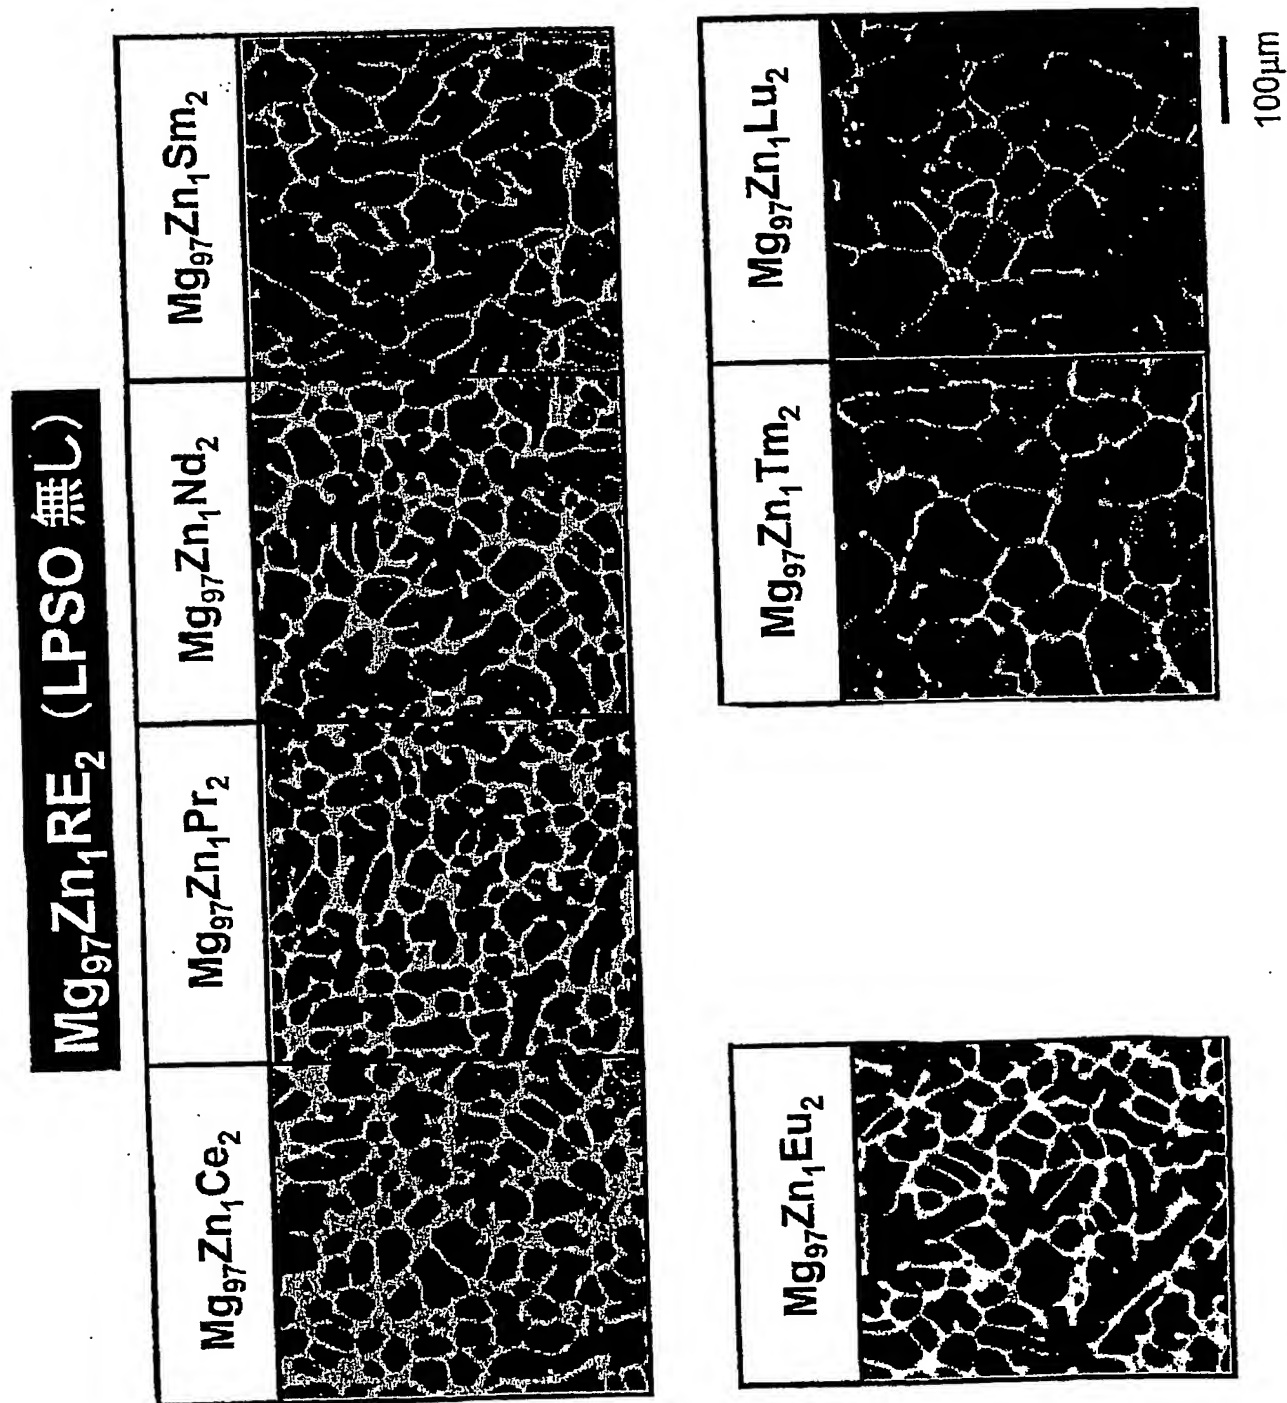 Mg₉₇Zn₁RE₂ (LPSO 無し)
Mg₉₇Zn₁Ce₂
Mg₉₇Zn₁Pr₂
Mg₉₇Zn₁Nd₂
Mg₉₇Zn₁Sm₂
Mg₉₇Zn₁Eu₂
Mg₉₇Zn₁Tm₂
Mg₉₇Zn₁Lu₂
100μm